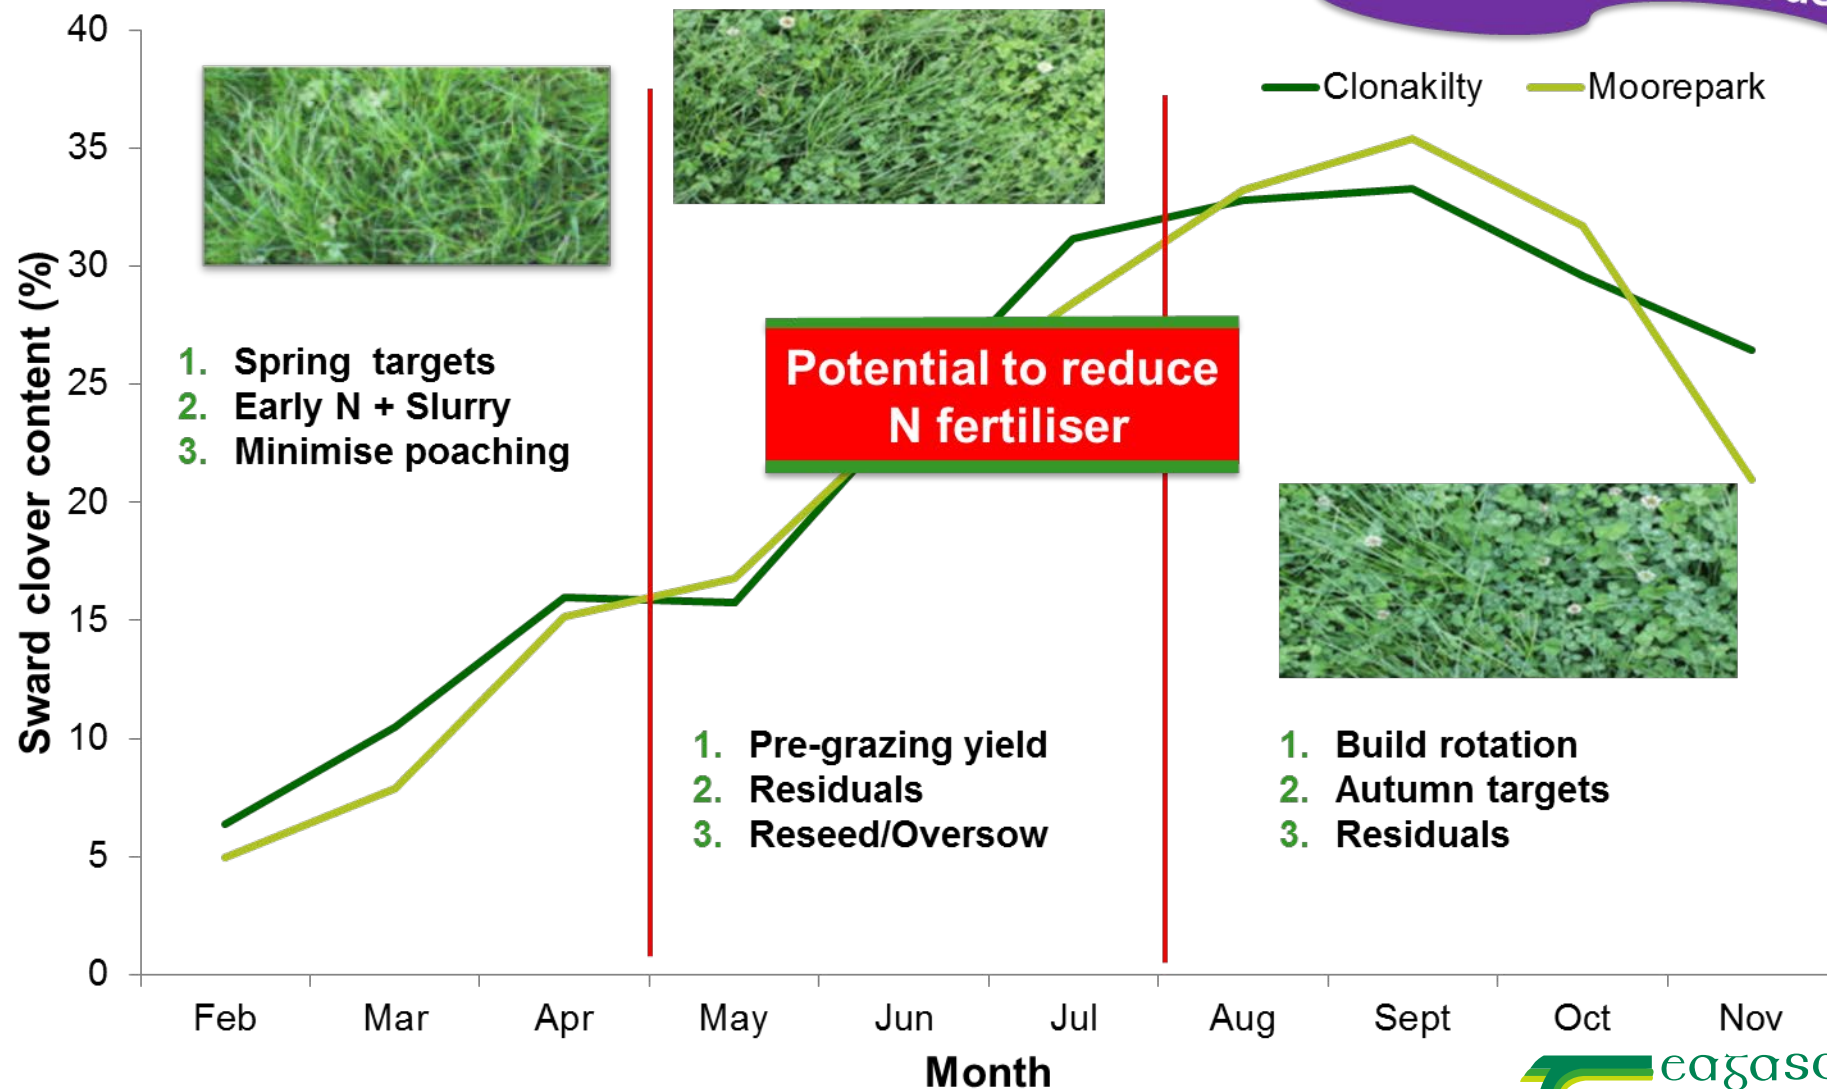 40
35
30
25
20
15
10
5
0
Sward clover content (%)
Clonakilty
Moorepark
1. Spring targets
2. Early N + Slurry
3. Minimise poaching
Potential to reduce
N fertiliser
1. Pre-grazing yield
2. Residuals
3. Reseed/Oversow
1. Build rotation
2. Autumn targets
3. Residuals
Feb Mar Apr May Jun Jul Aug Sept Oct Nov
Month
eagasc